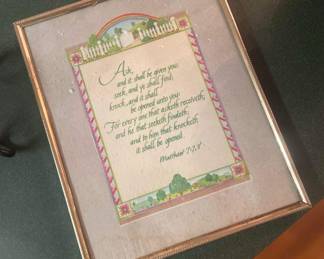 Ask,
and it shall be given you;
seek, and ye shall find;
knock, and it shall
be opened unto you:
For every one that asketh receiveth;
and he that seeketh findeth;
and to him that knocketh
it shall be opened.
Matthew 7:7,8